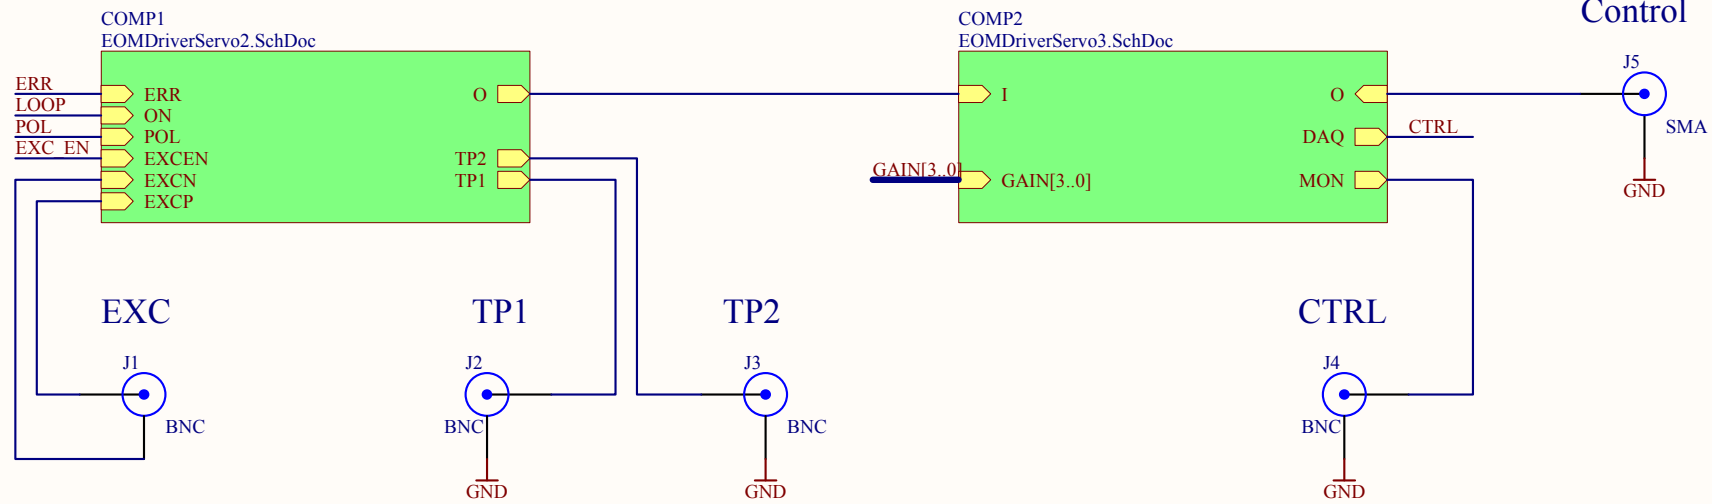 Control
COMP1
EOMDriverServo2.SchDoc
COMP2
EOMDriverServo3.SchDoc
J5
SMA
GND
ERR
LOOP
POL
EXC_EN
ERR
ON
POL
EXCEN
EXCN
EXCP
O
TP2
TP1
I
GAIN[3..0]
GAIN[3..0]
O
DAQ
MON
CTRL
EXC
TP1
TP2
CTRL
J1
BNC
J2
BNC
GND
J3
BNC
GND
J4
BNC
GND